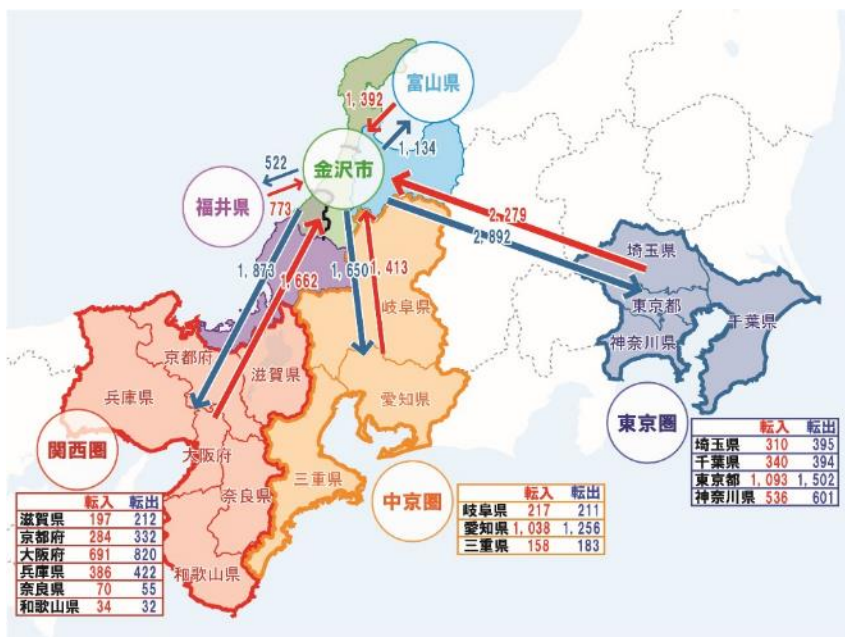 富山県
1,392
1,134
金沢市
522
773
福井県
2,279
2,892
1,873
1,662
1,650
1,413
埼玉県
東京都
千葉県
神奈川県
岐阜県
京都府
滋賀県
兵庫県
愛知県
大阪府
三重県
奈良県
和歌山県
東京圏
転入 転出
埼玉県 310 395
千葉県 340 394
東京都 1,093 1,502
神奈川県 536 601
関西圏
転入 転出
滋賀県 197 212
京都府 284 332
大阪府 691 820
兵庫県 386 422
奈良県 70 55
和歌山県 34 32
中京圏
転入 転出
岐阜県 217 211
愛知県 1,038 1,256
三重県 158 183